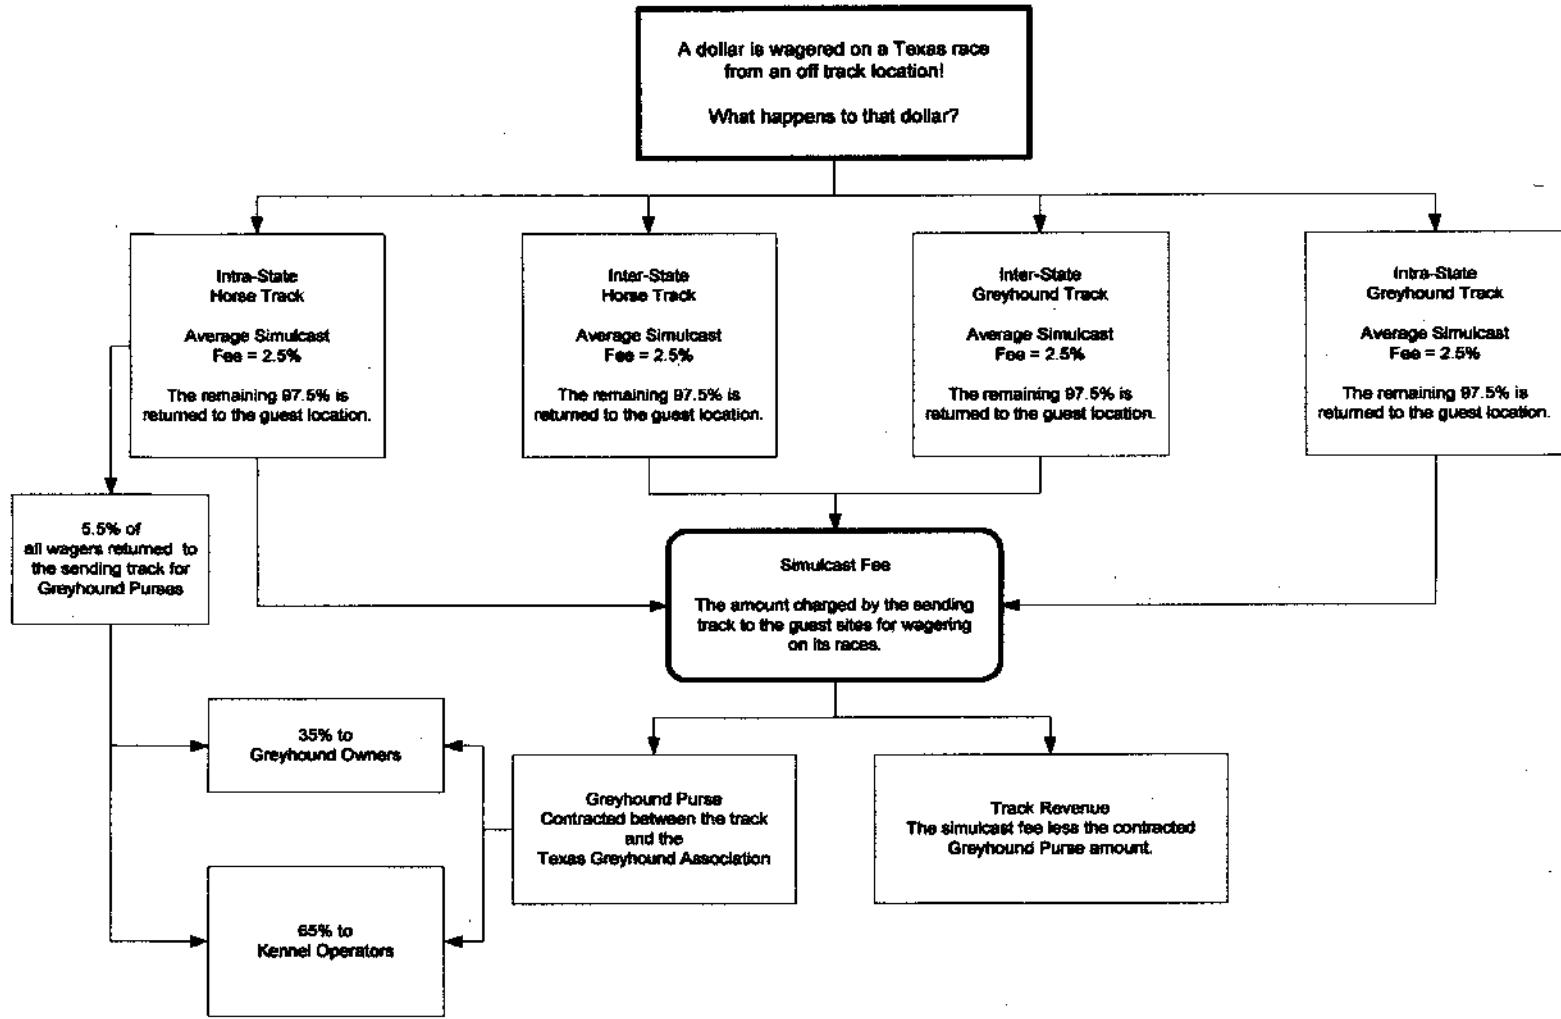 A dollar is wagered on a Texas race
from an off track location!
What happens to that dollar?
Intra-State
Horse Track
Average Simulcast
Fee = 2.5%
The remaining 97.5% is
returned to the guest location.
Inter-State
Horse Track
Average Simulcast
Fee = 2.5%
The remaining 97.5% is
returned to the guest location.
Inter-State
Greyhound Track
Average Simulcast
Fee = 2.5%
The remaining 97.5% is
returned to the guest location.
Intra-State
Greyhound Track
Average Simulcast
Fee = 2.5%
The remaining 97.5% is
returned to the guest location.
5.5% of
all wagers returned to
the sending track for
Greyhound Purses
Simulcast Fee
The amount charged by the sending
track to the guest sites for wagering
on its races.
35% to
Greyhound Owners
Greyhound Purse
Contracted between the track
and the
Texas Greyhound Association
Track Revenue
The simulcast fee less the contracted
Greyhound Purse amount.
65% to
Kennel Operators